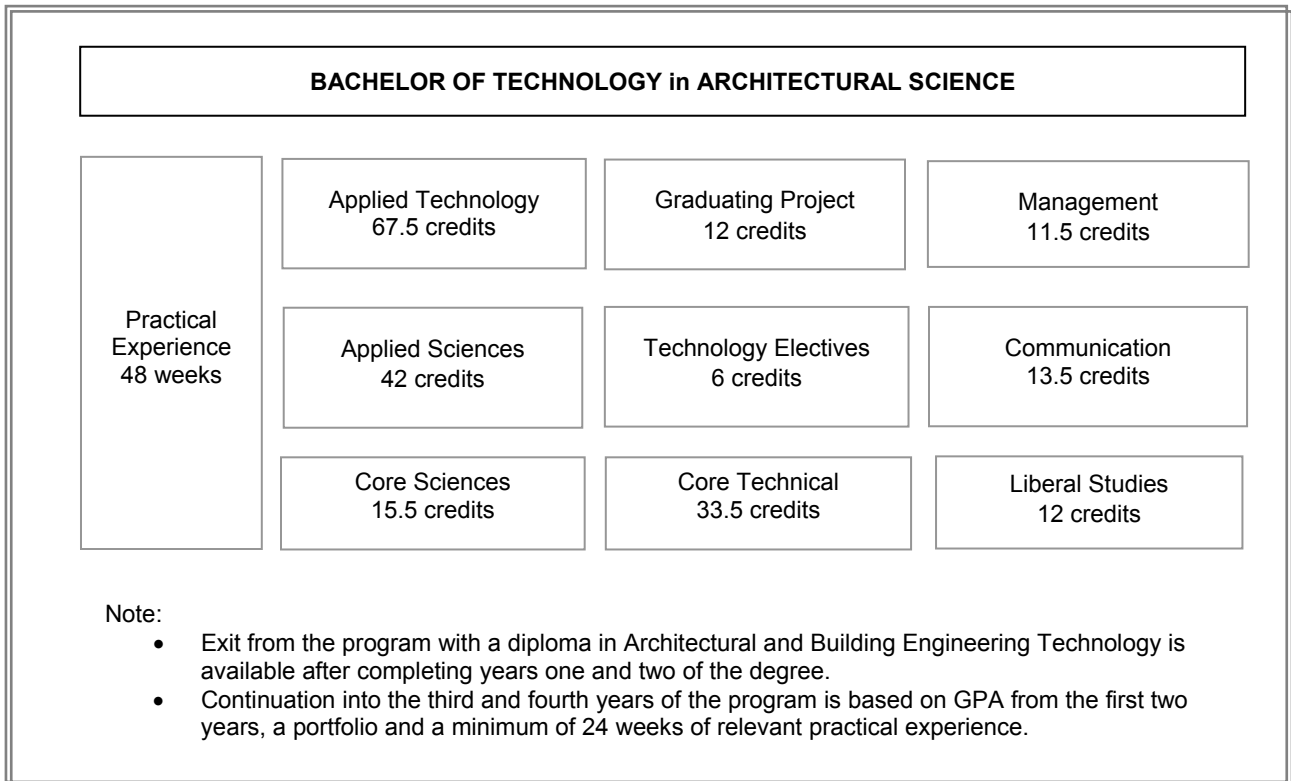 BACHELOR OF TECHNOLOGY in ARCHITECTURAL SCIENCE
Practical
Experience
48 weeks
Applied Technology
67.5 credits
Graduating Project
12 credits
Management
11.5 credits
Applied Sciences
42 credits
Technology Electives
6 credits
Communication
13.5 credits
Core Sciences
15.5 credits
Core Technical
33.5 credits
Liberal Studies
12 credits
Note:
• Exit from the program with a diploma in Architectural and Building Engineering Technology is
available after completing years one and two of the degree.
• Continuation into the third and fourth years of the program is based on GPA from the first two
years, a portfolio and a minimum of 24 weeks of relevant practical experience.